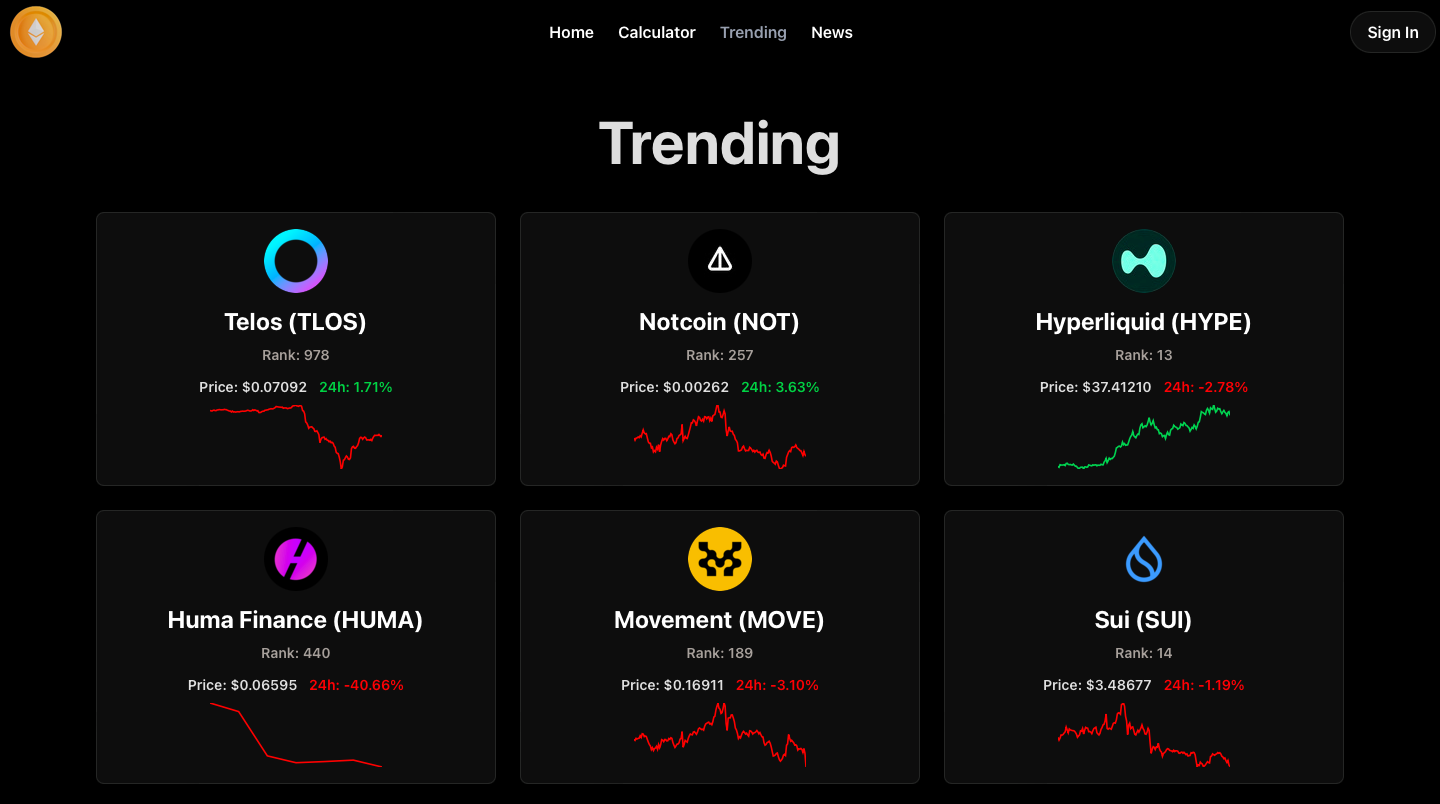 Home Calculator Trending News Sign In
Trending
Telos (TLOS)
Rank: 978
Price: $0.07092 24h: 1.71%
Notcoin (NOT)
Rank: 257
Price: $0.00262 24h: 3.63%
Hyperliquid (HYPE)
Rank: 13
Price: $37.41210 24h: -2.78%
Huma Finance (HUMA)
Rank: 440
Price: $0.06595 24h: -40.66%
Movement (MOVE)
Rank: 189
Price: $0.16911 24h: -3.10%
Sui (SUI)
Rank: 14
Price: $3.48677 24h: -1.19%